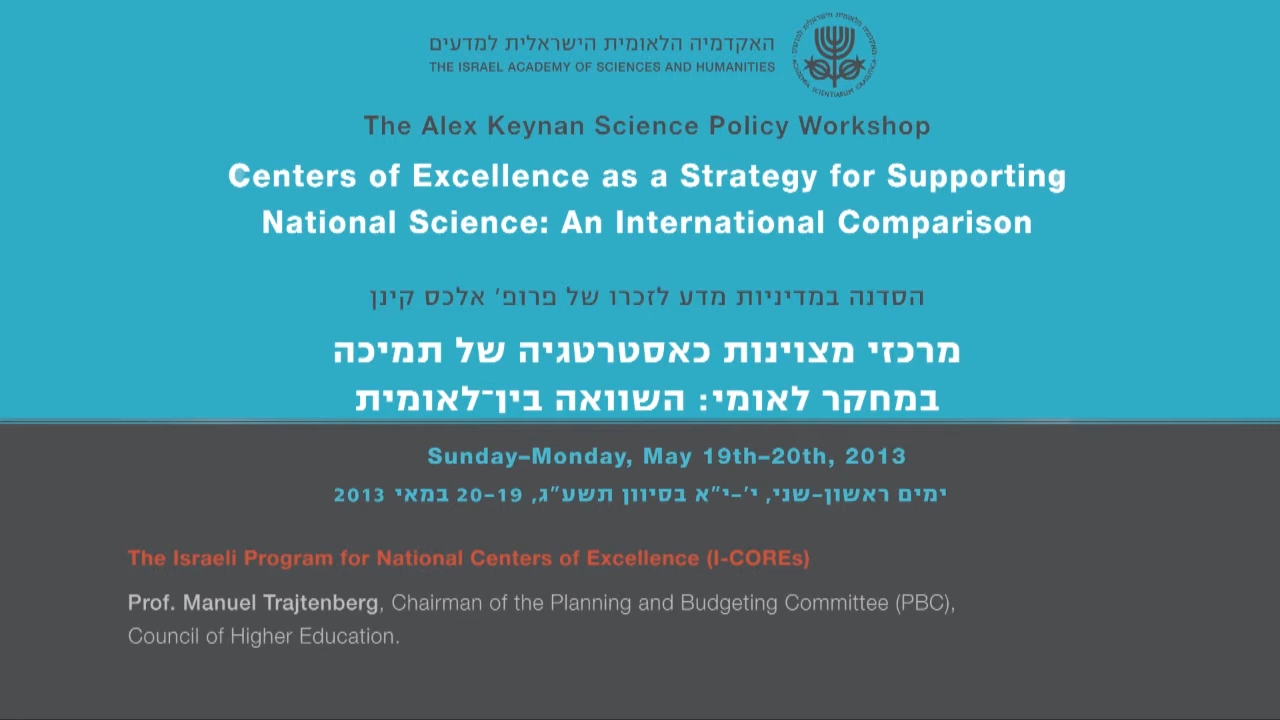 האקדמיה הלאומית הישראלית למדעים
THE ISRAEL ACADEMY OF SCIENCES AND HUMANITIES
The Alex Keynan Science Policy Workshop
Centers of Excellence as a Strategy for Supporting
National Science: An International Comparison
הסדנה במדיניות מדע לזכרו של פרופ׳ אלכס קינן
מרכזי מצוינות כאסטרטגיה של תמיכה
במחקר לאומי: השוואה בין־לאומית
Sunday–Monday, May 19th–20th, 2013
ימים ראשון–שני, י׳–י״א בסיוון תשע״ג, 20-19 במאי 2013
The Israeli Program for National Centers of Excellence (I-COREs)
Prof. Manuel Trajtenberg, Chairman of the Planning and Budgeting Committee (PBC),
Council of Higher Education.